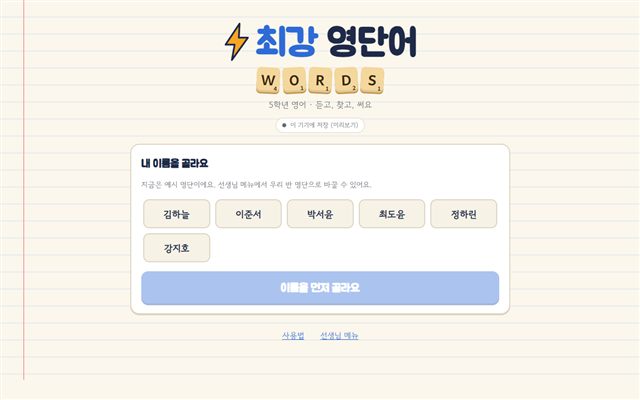 최강 영단어
W4 O1 R1 D2 S1
5학년 영어 · 듣고, 찾고, 써요
● 이 기기에 저장 (미리보기)
내 이름을 골라요
지금은 예시 명단이에요. 선생님 메뉴에서 우리 반 명단으로 바꿀 수 있어요.
김하늘 이준서 박서윤 최도윤 정하린
강지호
이름을 먼저 골라요
사용법 선생님 메뉴